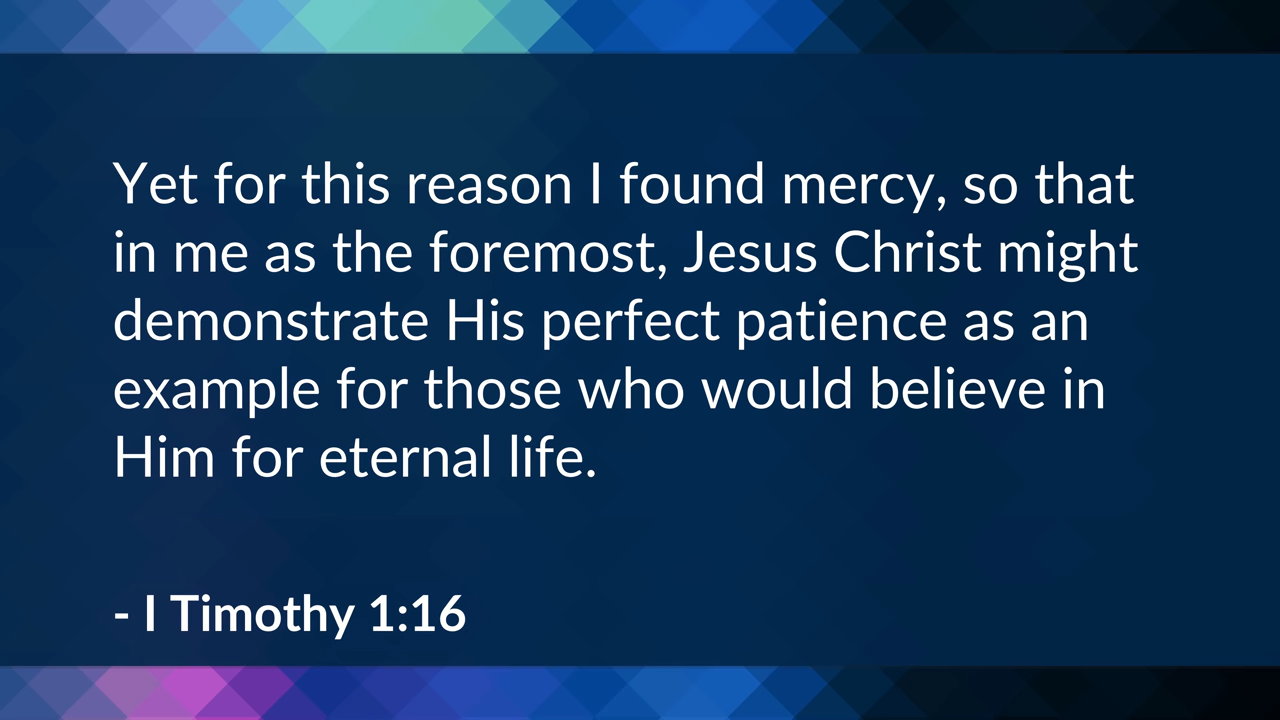 Yet for this reason I found mercy, so that
in me as the foremost, Jesus Christ might
demonstrate His perfect patience as an
example for those who would believe in
Him for eternal life.
- I Timothy 1:16